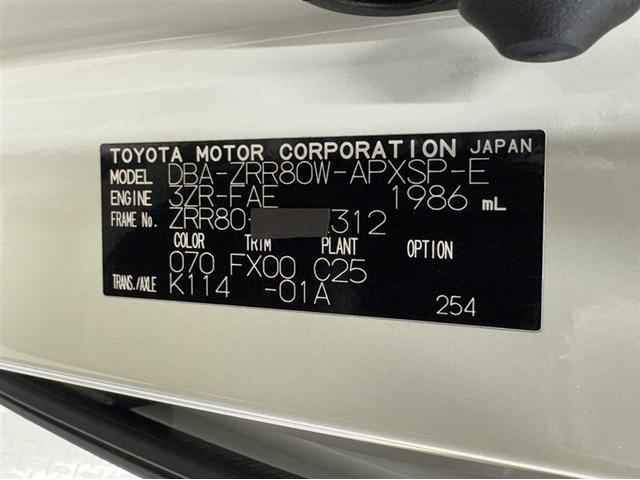 TOYOTA MOTOR CORPORATION JAPAN
MODEL DBA-ZRR80W-APXSP-E
ENGINE 3ZR-FAE 1986 mL
FRAME No. ZRR80- 312
COLOR TRIM PLANT OPTION
070 FX00 C25
TRANS./AXLE K114 -01A
254